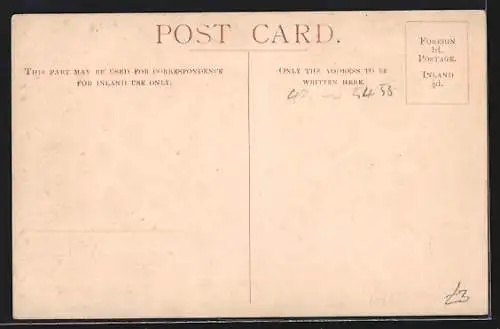 POST CARD.
THIS PART MAY BE USED FOR CORRESPONDENCE
FOR INLAND USE ONLY.
ONLY THE ADDRESS TO BE
WRITTEN HERE.
FOREIGN
1d.
POSTAGE.
INLAND
½d.
£3